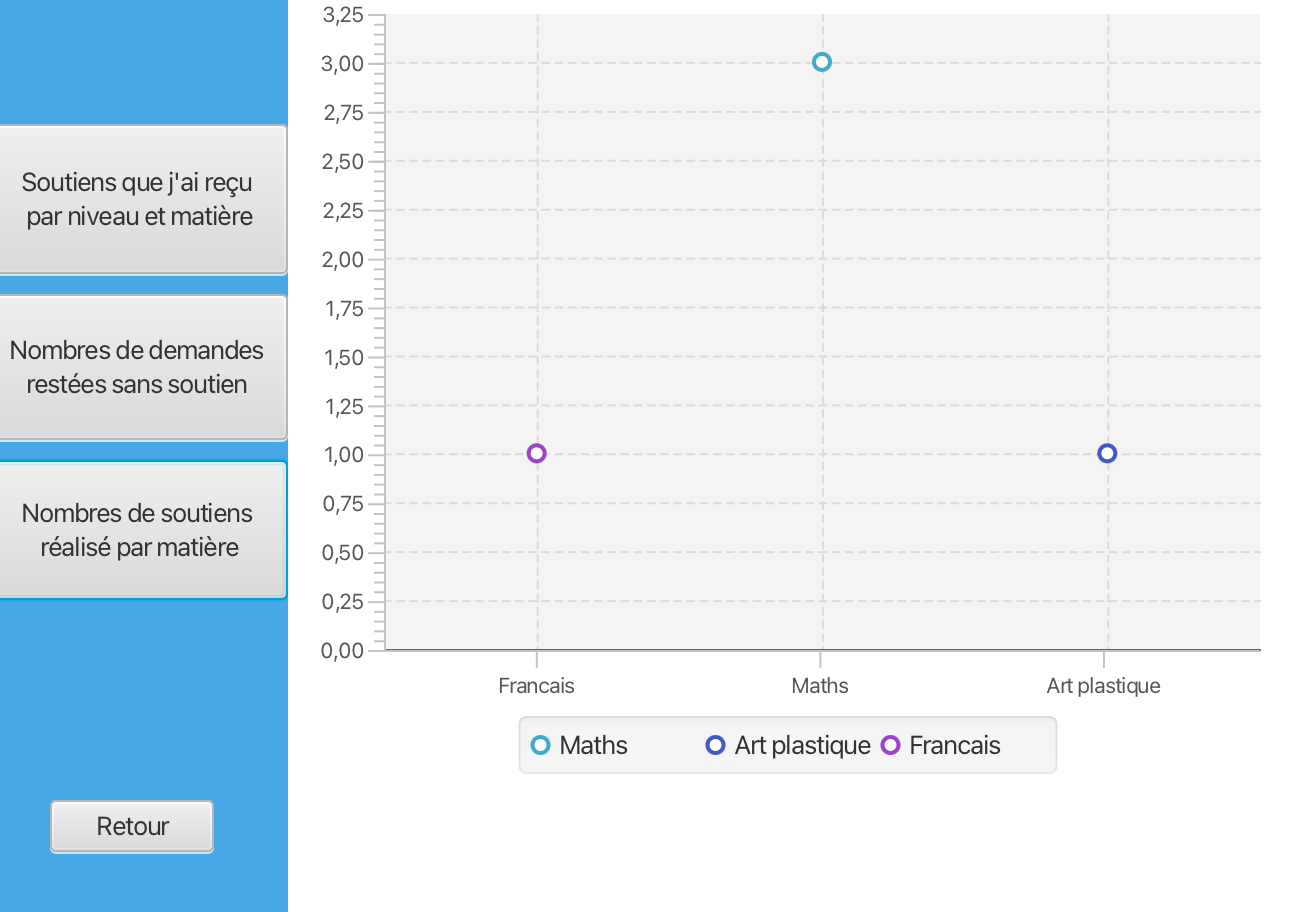 Soutiens que j'ai reçu
par niveau et matière
Nombres de demandes
restées sans soutien
Nombres de soutiens
réalisé par matière
Retour
3,25
3,00
2,75
2,50
2,25
2,00
1,75
1,50
1,25
1,00
0,75
0,50
0,25
0,00
Francais Maths Art plastique
Maths Art plastique Francais